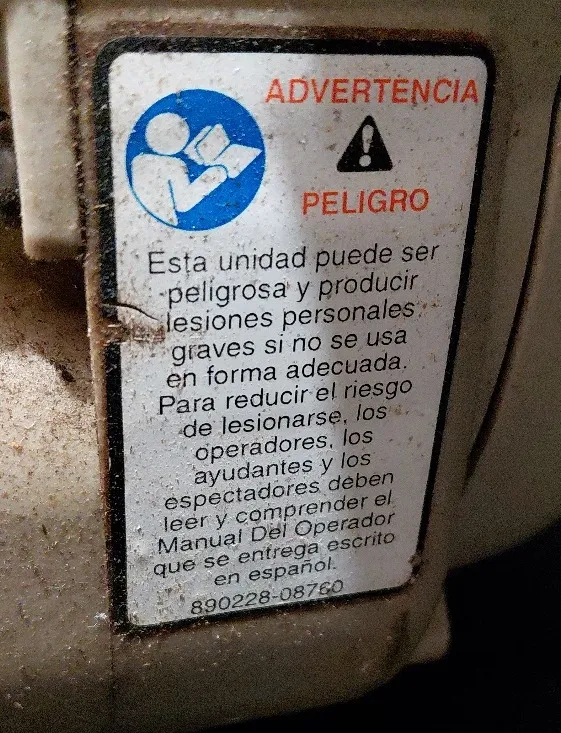 ADVERTENCIA
PELIGRO
Esta unidad puede ser
peligrosa y producir
lesiones personales
graves si no se usa
en forma adecuada.
Para reducir el riesgo
de lesionarse, los
operadores, los
ayudantes y los
espectadores deben
leer y comprender el
Manual Del Operador
que se entrega escrito
en español.
890228-08760